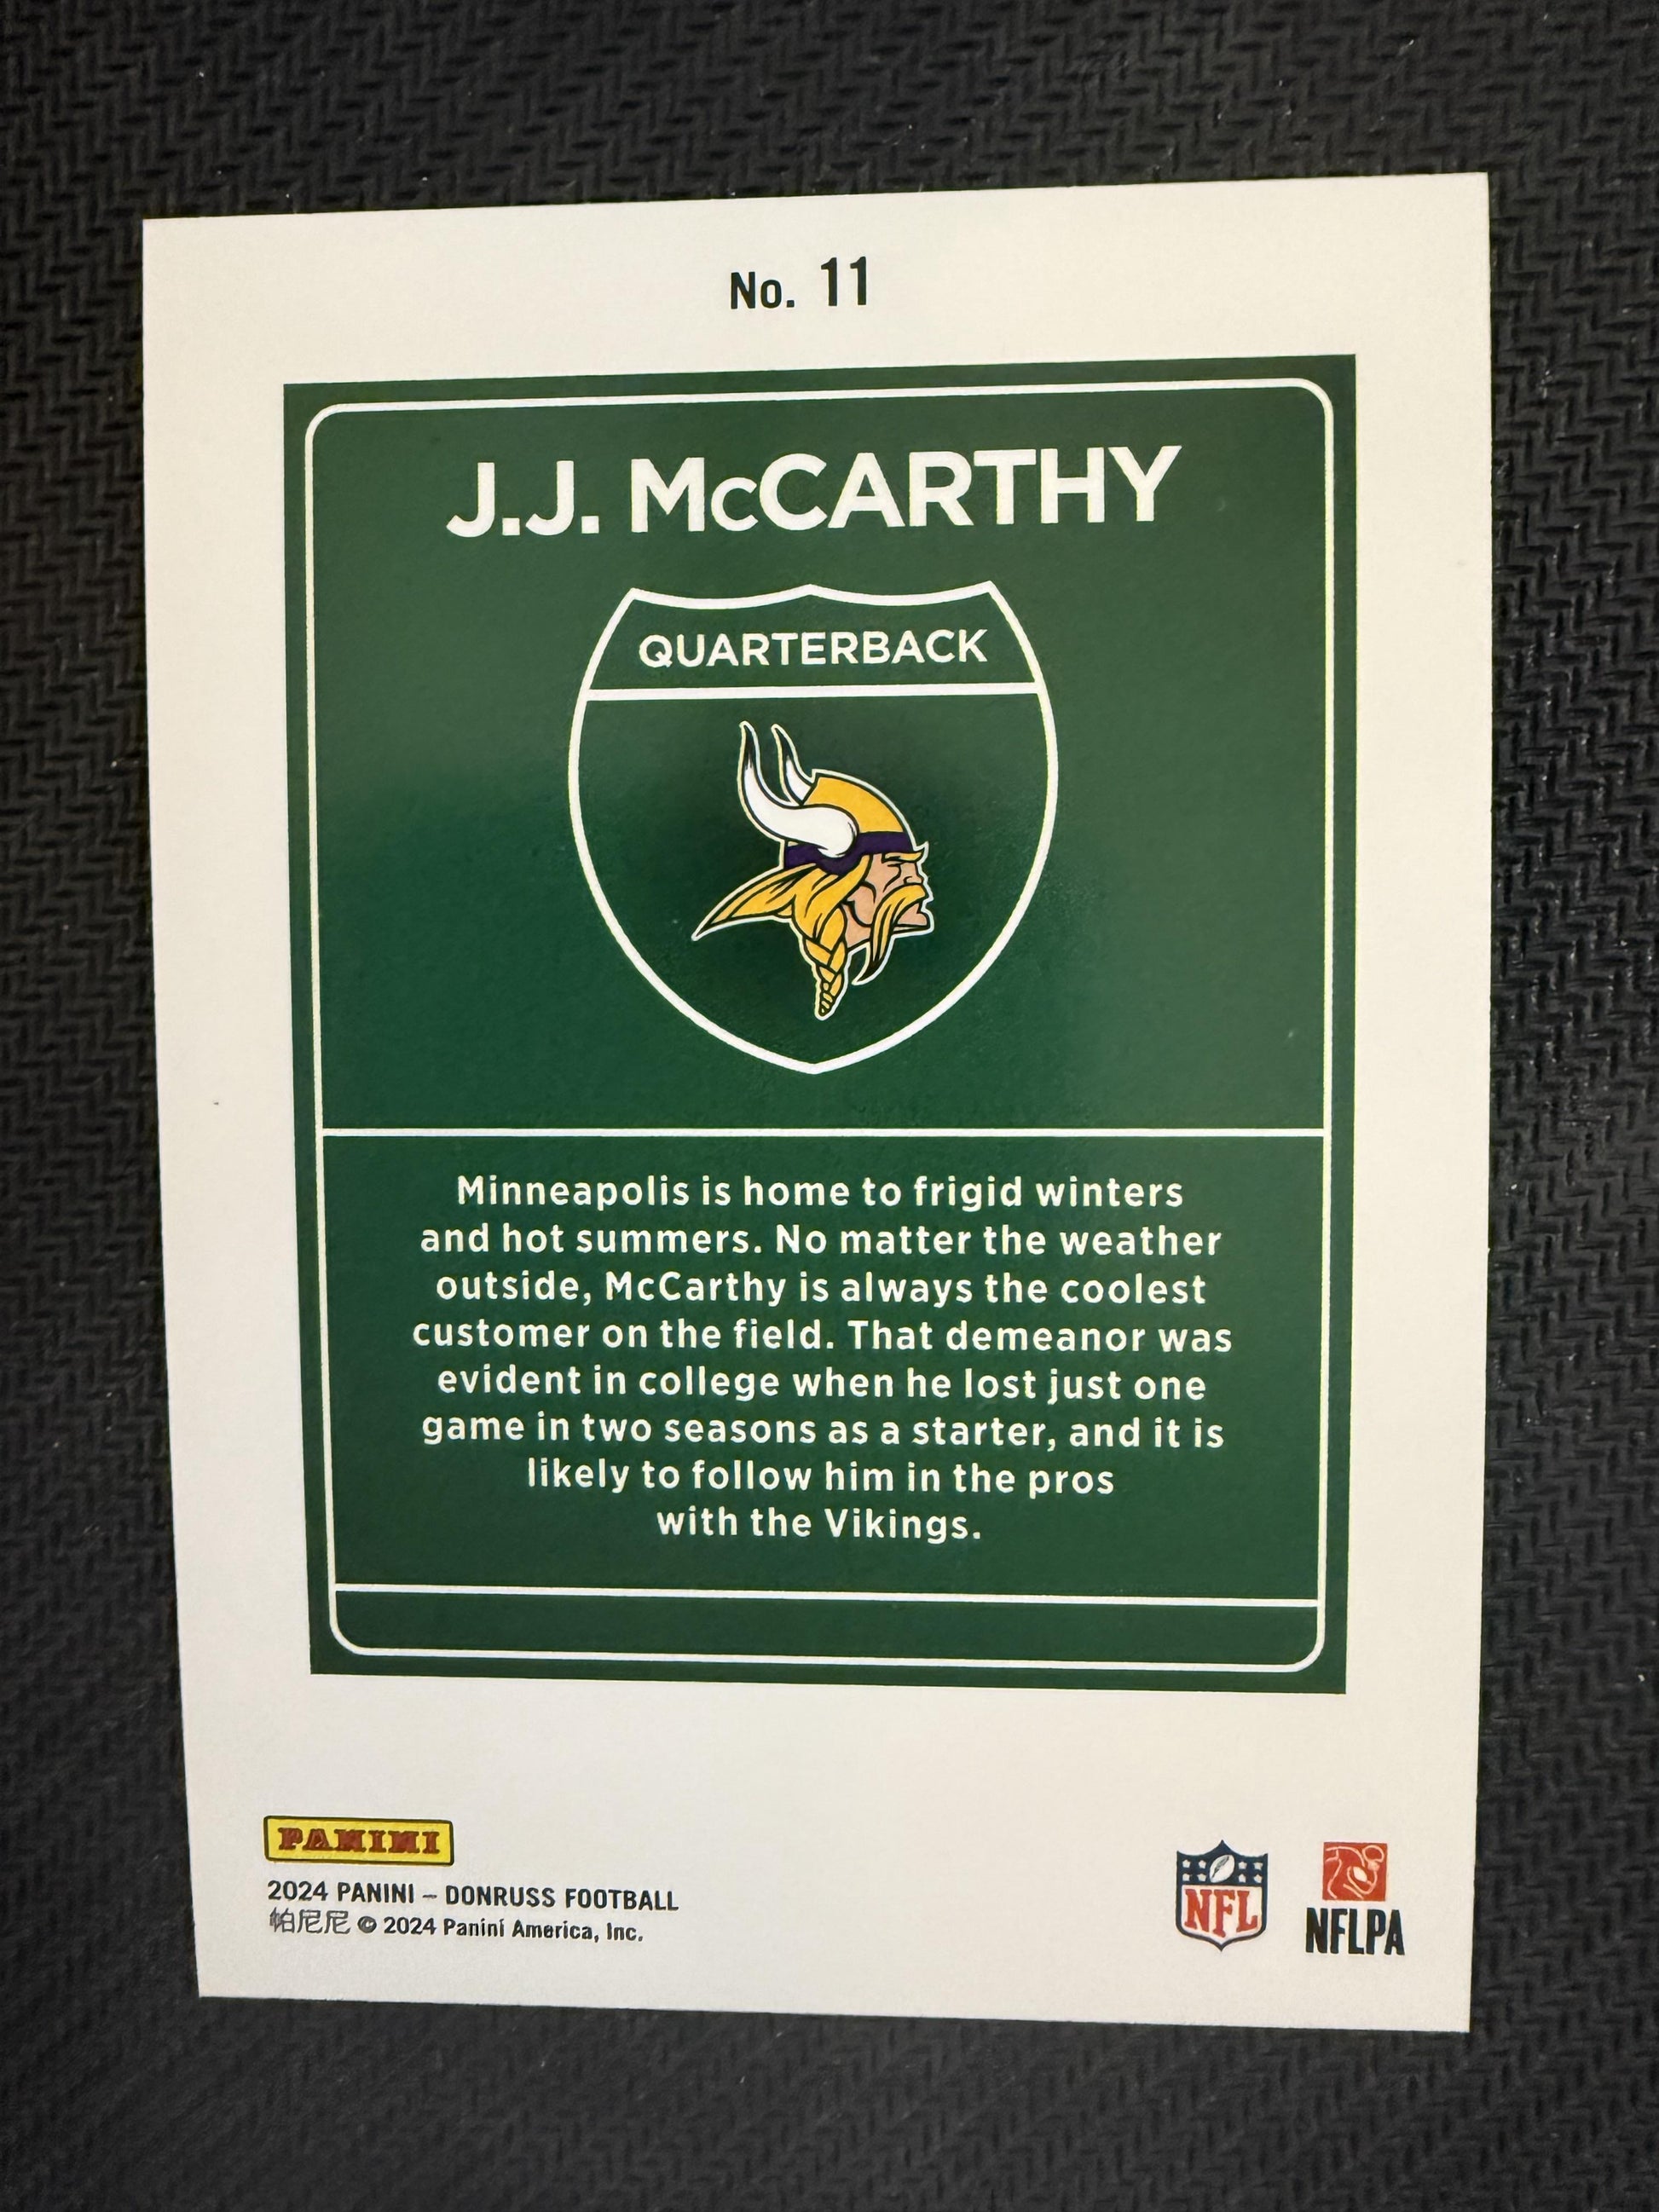 No. 11
J.J. McCARTHY
QUARTERBACK
Minneapolis is home to frigid winters
and hot summers. No matter the weather
outside, McCarthy is always the coolest
customer on the field. That demeanor was
evident in college when he lost just one
game in two seasons as a starter, and it is
likely to follow him in the pros
with the Vikings.
PANINI
2024 PANINI – DONRUSS FOOTBALL
帕尼尼 © 2024 Panini America, Inc.
NFL
NFLPA